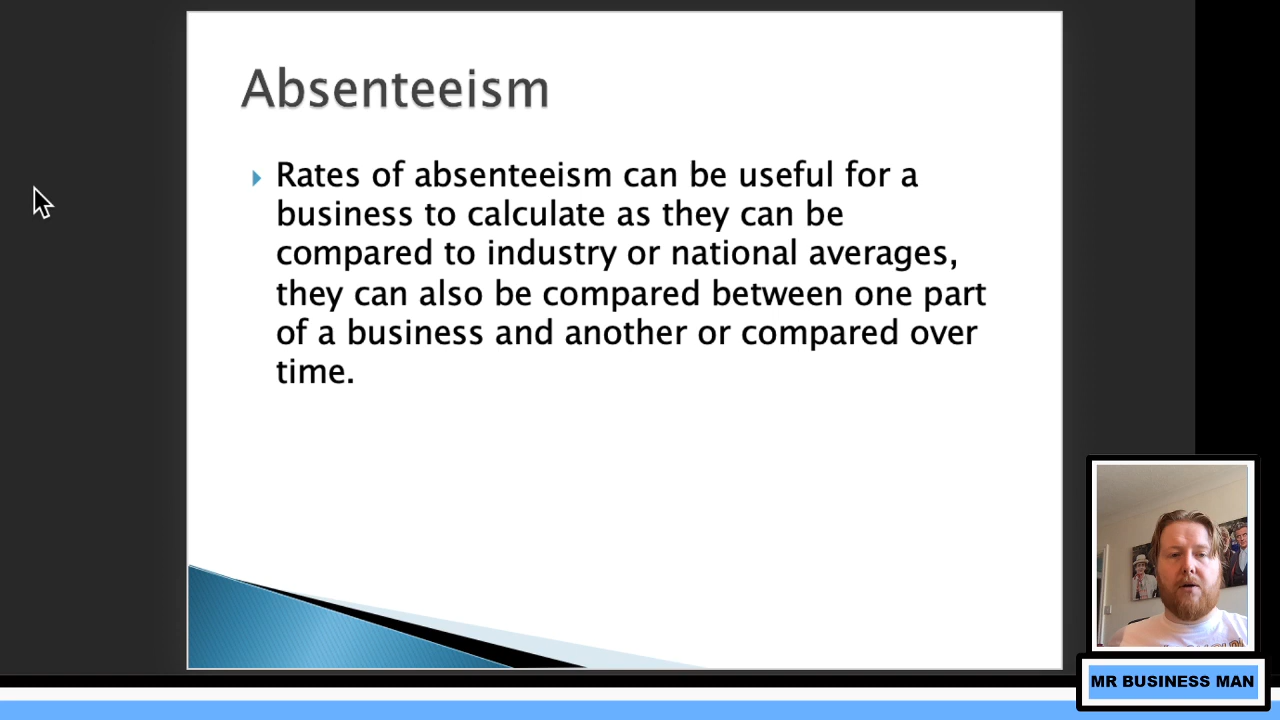 Absenteeism
Rates of absenteeism can be useful for a
business to calculate as they can be
compared to industry or national averages,
they can also be compared between one part
of a business and another or compared over
time.
MR BUSINESS MAN